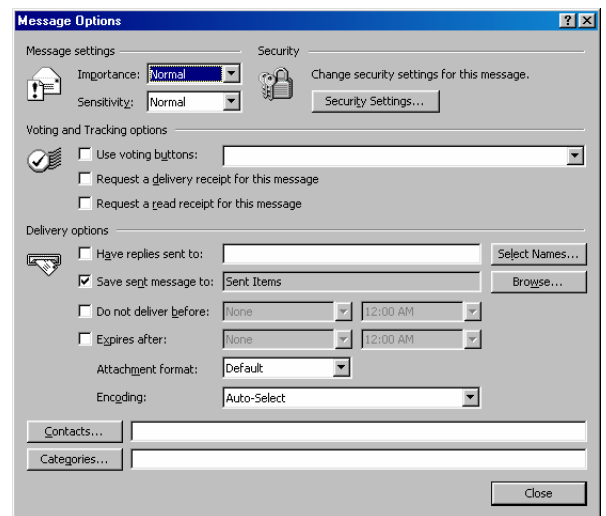 Message Options
Message settings
Security
Importance: Normal
Change security settings for this message.
Sensitivity: Normal
Security Settings...
Voting and Tracking options
Use voting buttons:
Request a delivery receipt for this message
Request a read receipt for this message
Delivery options
Have replies sent to:
Select Names...
Save sent message to: Sent Items
Browse...
Do not deliver before: None 12:00 AM
Expires after: None 12:00 AM
Attachment format: Default
Encoding: Auto-Select
Contacts...
Categories...
Close